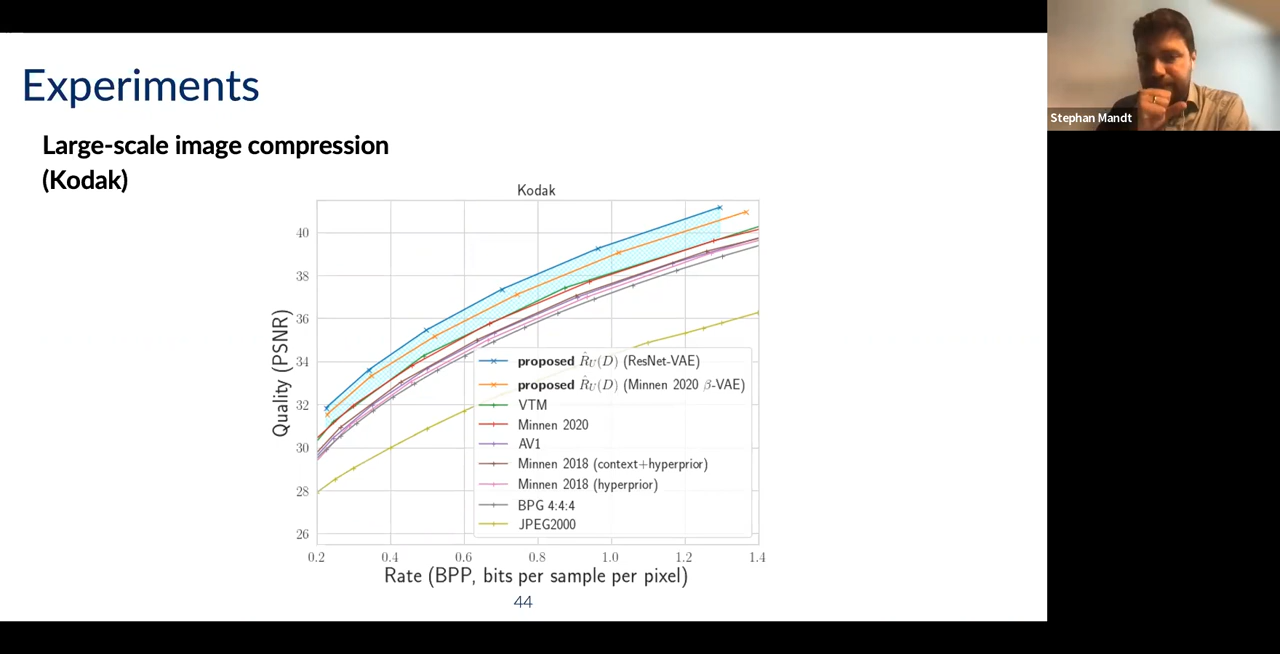 Experiments
Large-scale image compression
(Kodak)
Stephan Mandt
Kodak
40
38
36
34
32
30
28
26
Quality (PSNR)
proposed R̂_U(D) (ResNet-VAE)
proposed R̂_U(D) (Minnen 2020 β-VAE)
VTM
Minnen 2020
AV1
Minnen 2018 (context+hyperprior)
Minnen 2018 (hyperprior)
BPG 4:4:4
JPEG2000
0.2 0.4 0.6 0.8 1.0 1.2 1.4
Rate (BPP, bits per sample per pixel)
44